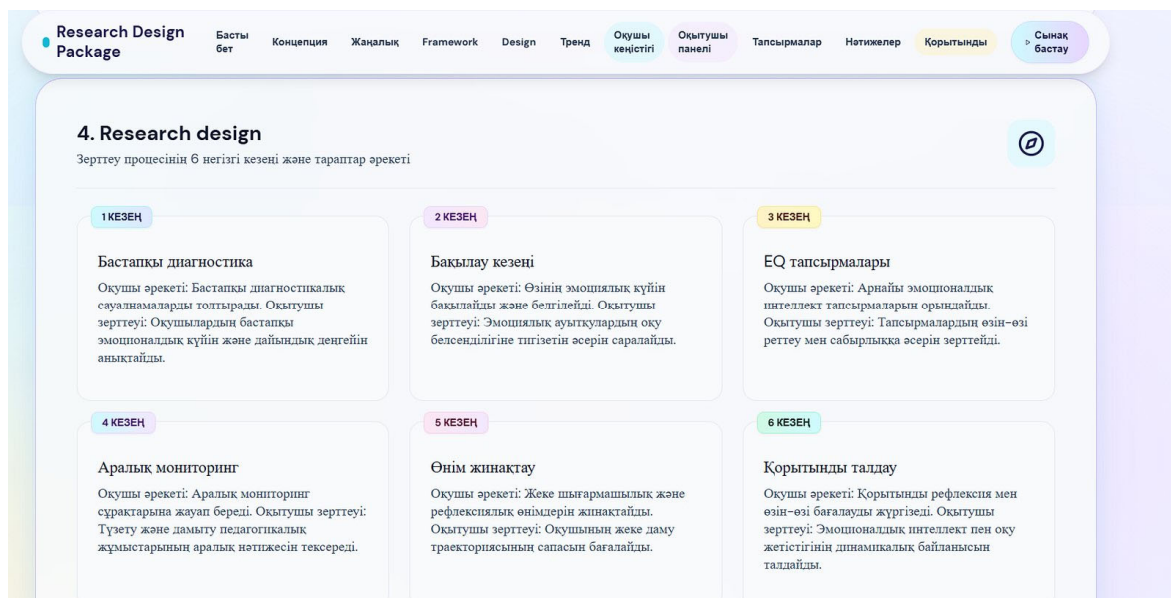 Research Design
Package
Басты
бет
Концепция
Жаңалық
Framework
Design
Тренд
Оқушы
кеңістігі
Оқытушы
панелі
Тапсырмалар
Нәтижелер
Қорытынды
▹ Сынақ
бастау
4. Research design
Зерттеу процесінің 6 негізгі кезеңі және тараптар әрекеті
1 КЕЗЕҢ
Бастапқы диагностика
Оқушы әрекеті: Бастапқы диагностикалық
сауалнамаларды толтырады. Оқытушы
зерттеуі: Оқушылардың бастапқы
эмоционалдық күйін және дайындық деңгейін
анықтайды.
2 КЕЗЕҢ
Бақылау кезеңі
Оқушы әрекеті: Өзінің эмоциялық күйін
бақылайды және белгілейді. Оқытушы
зерттеуі: Эмоциялық ауытқулардың оқу
белсенділігіне тигізетін әсерін саралайды.
3 КЕЗЕҢ
EQ тапсырмалары
Оқушы әрекеті: Арнайы эмоционалдық
интеллект тапсырмаларын орындайды.
Оқытушы зерттеуі: Тапсырмалардың өзін-өзі
реттеу мен сабырлыққа әсерін зерттейді.
4 КЕЗЕҢ
Аралық мониторинг
Оқушы әрекеті: Аралық мониторинг
сұрақтарына жауап береді. Оқытушы зерттеуі:
Түзету және дамыту педагогикалық
жұмыстарының аралық нәтижесін тексереді.
5 КЕЗЕҢ
Өнім жинақтау
Оқушы әрекеті: Жеке шығармашылық және
рефлексиялық өнімдерін жинақтайды.
Оқытушы зерттеуі: Оқушының жеке даму
траекториясының сапасын бағалайды.
6 КЕЗЕҢ
Қорытынды талдау
Оқушы әрекеті: Қорытынды рефлексия мен
өзін-өзі бағалауды жүргізеді. Оқытушы
зерттеуі: Эмоционалдық интеллект пен оқу
жетістігінің динамикалық байланысын
талдайды.